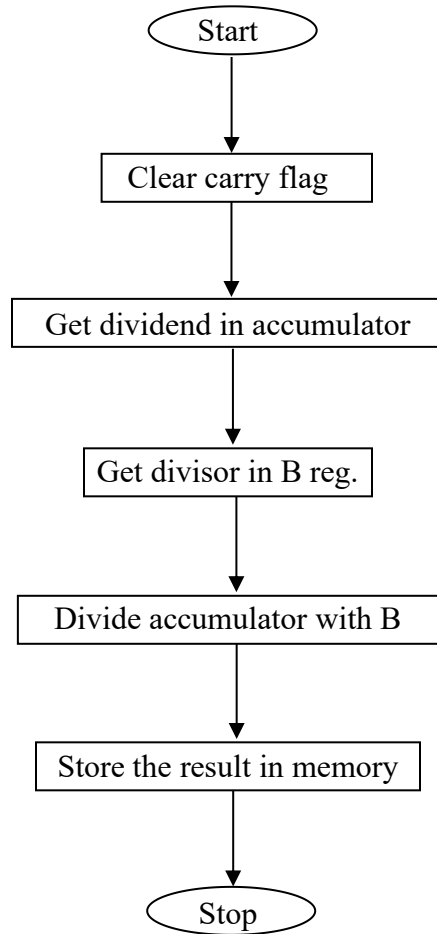 Start
Clear carry flag
Get dividend in accumulator
Get divisor in B reg.
Divide accumulator with B
Store the result in memory
Stop